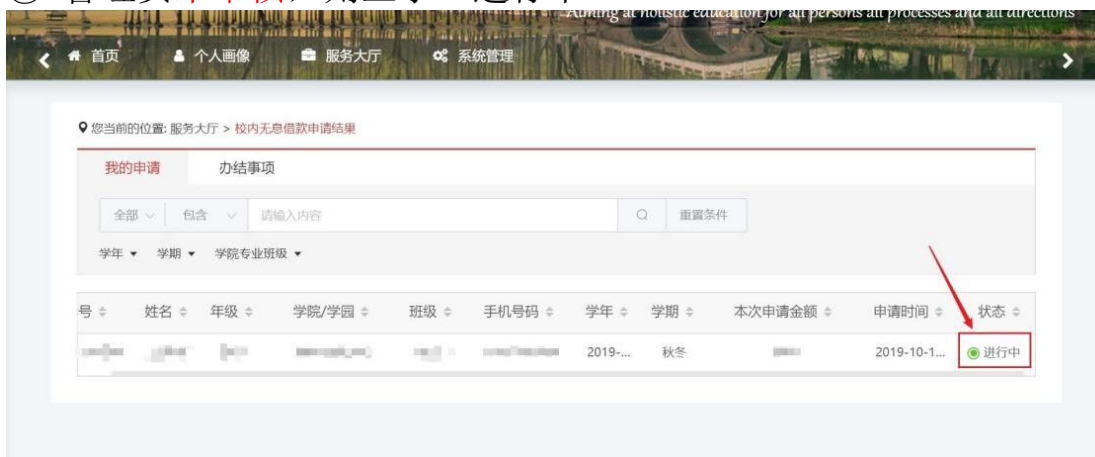 Aiming at holistic education for all persons all processes and all directions
首页 个人画像 服务大厅 系统管理
您当前的位置: 服务大厅 > 校内无息借款申请结果
我的申请 办结事项
全部 包含 请输入内容 重置条件
学年 学期 学院专业班级
号 姓名 年级 学院/学园 班级 手机号码 学年 学期 本次申请金额 申请时间 状态
2019-... 秋冬 2019-10-1... 进行中